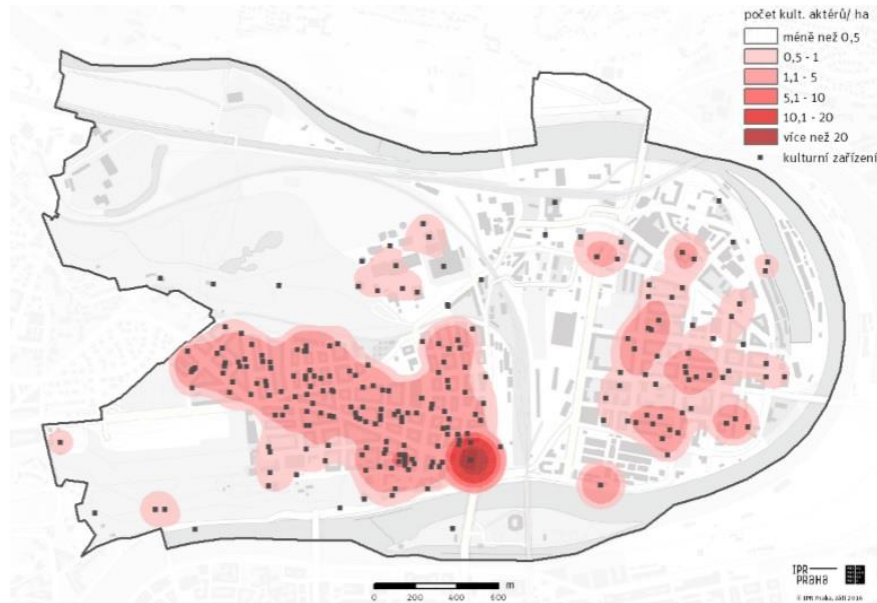 počet kult. aktérů/ ha
méně než 0,5
0,5 - 1
1,1 - 5
5,1 - 10
10,1 - 20
více než 20
kulturní zařízení
m
0 200 400 600
IPR
PRAHA
© IPR Praha, září 2016